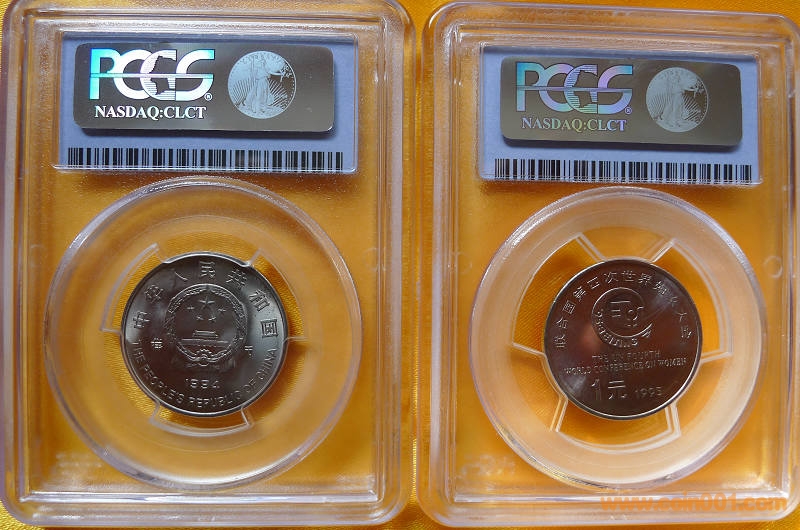 PCGS
NASDAQ:CLCT
PCGS
NASDAQ:CLCT
中华人民共和国
1994
THE PEOPLE'S REPUBLIC OF CHINA
联合国第四次世界妇女大会
BEIJING
THE UN FOURTH
WORLD CONFERENCE ON WOMEN
1元 1995
www.coin001.com